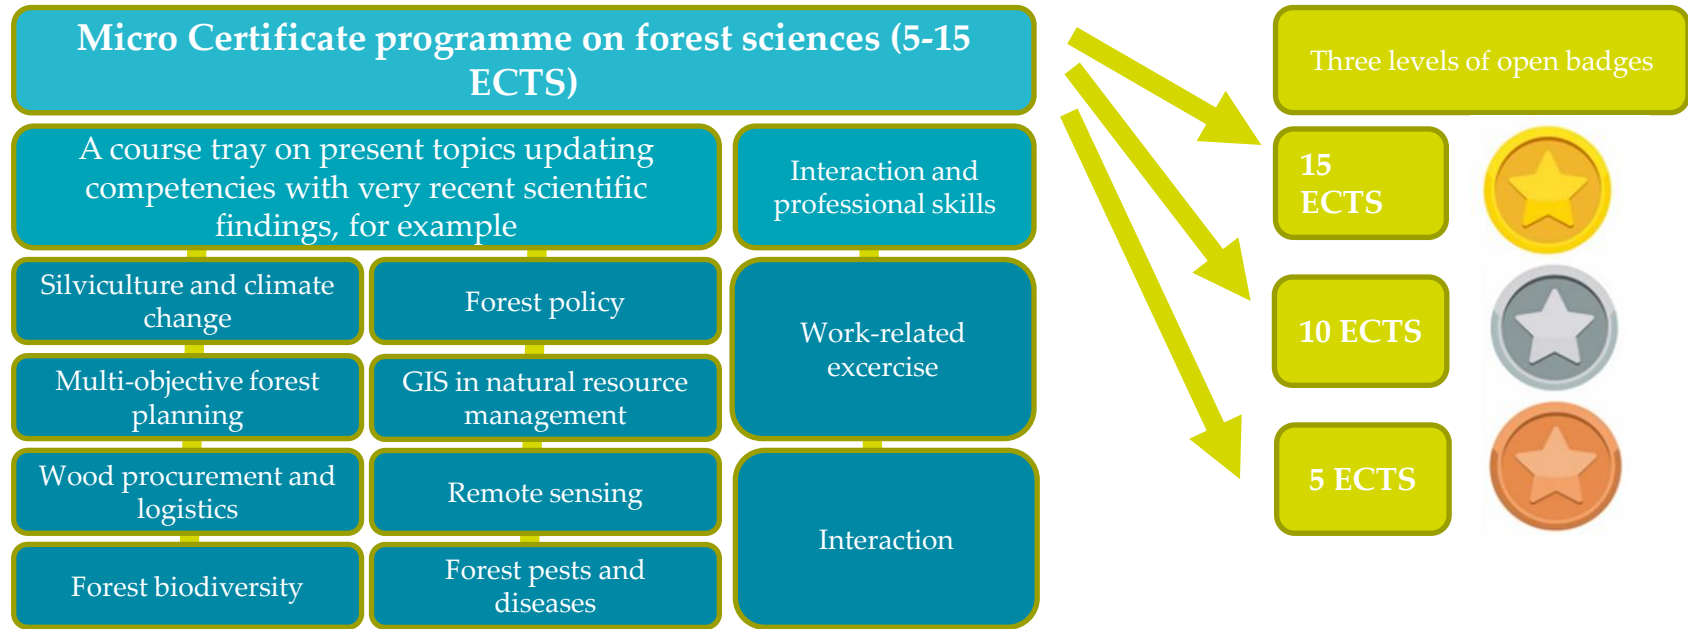 Micro Certificate programme on forest sciences (5-15
ECTS)
A course tray on present topics updating
competencies with very recent scientific
findings, for example
Interaction and
professional skills
Silviculture and climate
change
Forest policy
Work-related
excercise
Multi-objective forest
planning
GIS in natural resource
management
Wood procurement and
logistics
Remote sensing
Interaction
Forest biodiversity
Forest pests and
diseases
Three levels of open badges
15
ECTS
10 ECTS
5 ECTS